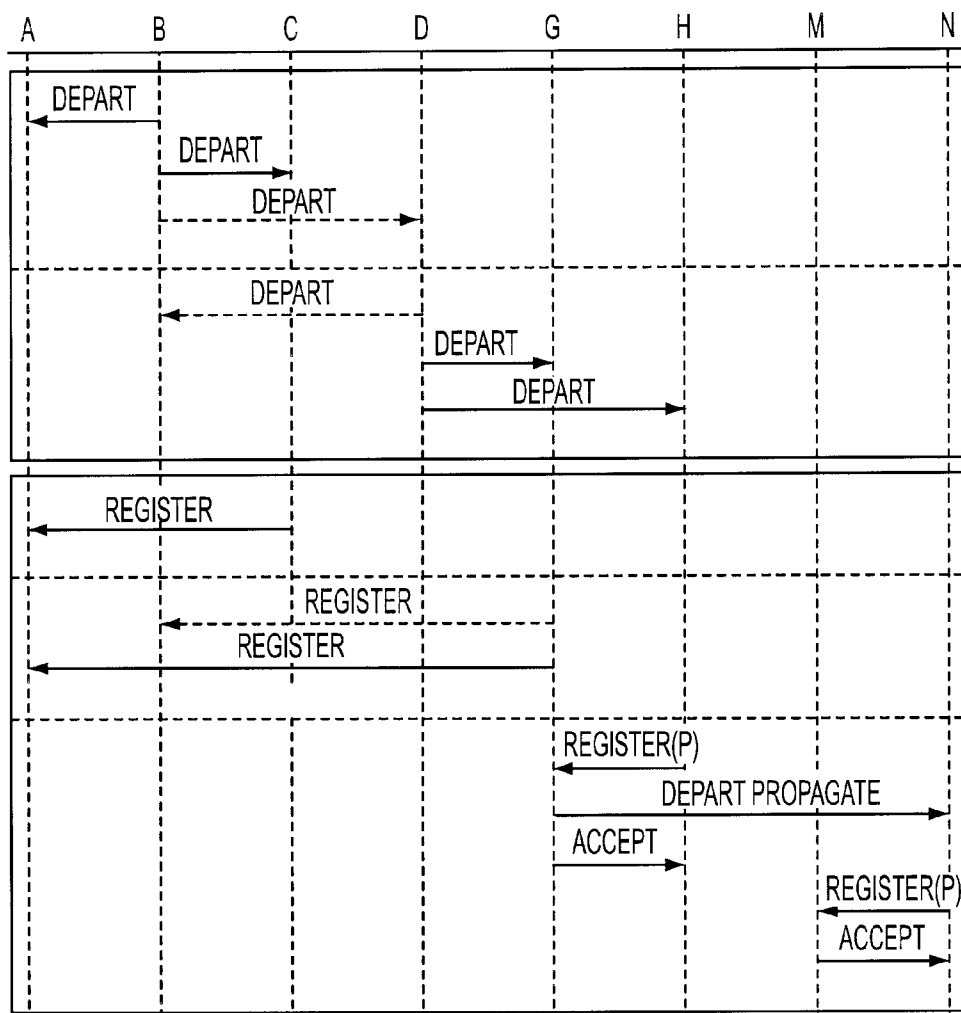 A B C D G H M N
DEPART
DEPART
DEPART
DEPART
DEPART
DEPART
REGISTER
REGISTER
REGISTER
REGISTER(P)
DEPART PROPAGATE
ACCEPT
REGISTER(P)
ACCEPT